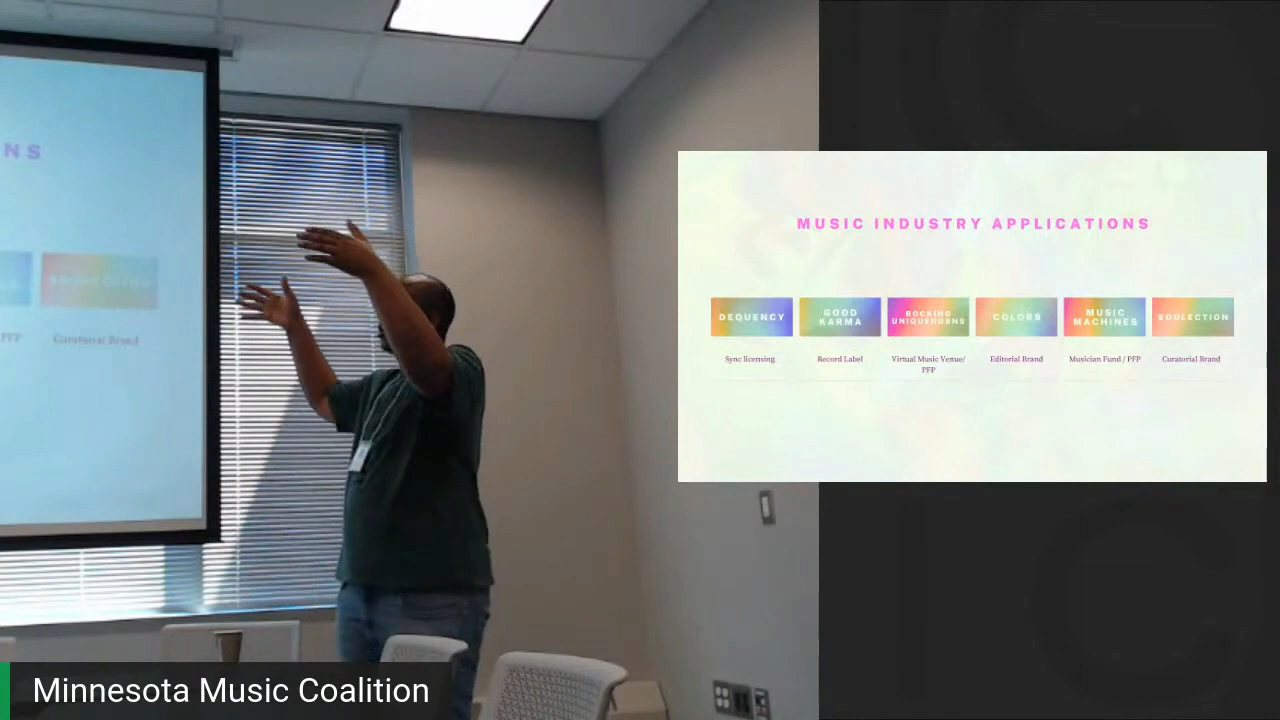 NS
PFP
Curatorial Brand
MUSIC INDUSTRY APPLICATIONS
DEQUENCY
GOOD
KARMA
ROCKING
UNIQUEHORNS
COLORS
MUSIC
MACHINES
SOULECTION
Sync licensing
Record Label
Virtual Music Venue/
PFP
Editorial Brand
Musician Fund / PFP
Curatorial Brand
Minnesota Music Coalition